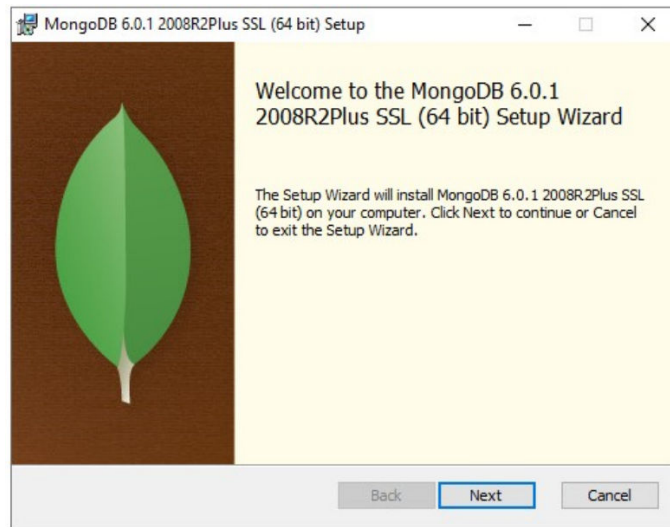 MongoDB 6.0.1 2008R2Plus SSL (64 bit) Setup
Welcome to the MongoDB 6.0.1
2008R2Plus SSL (64 bit) Setup Wizard
The Setup Wizard will install MongoDB 6.0.1 2008R2Plus SSL
(64 bit) on your computer. Click Next to continue or Cancel
to exit the Setup Wizard.
Back Next Cancel